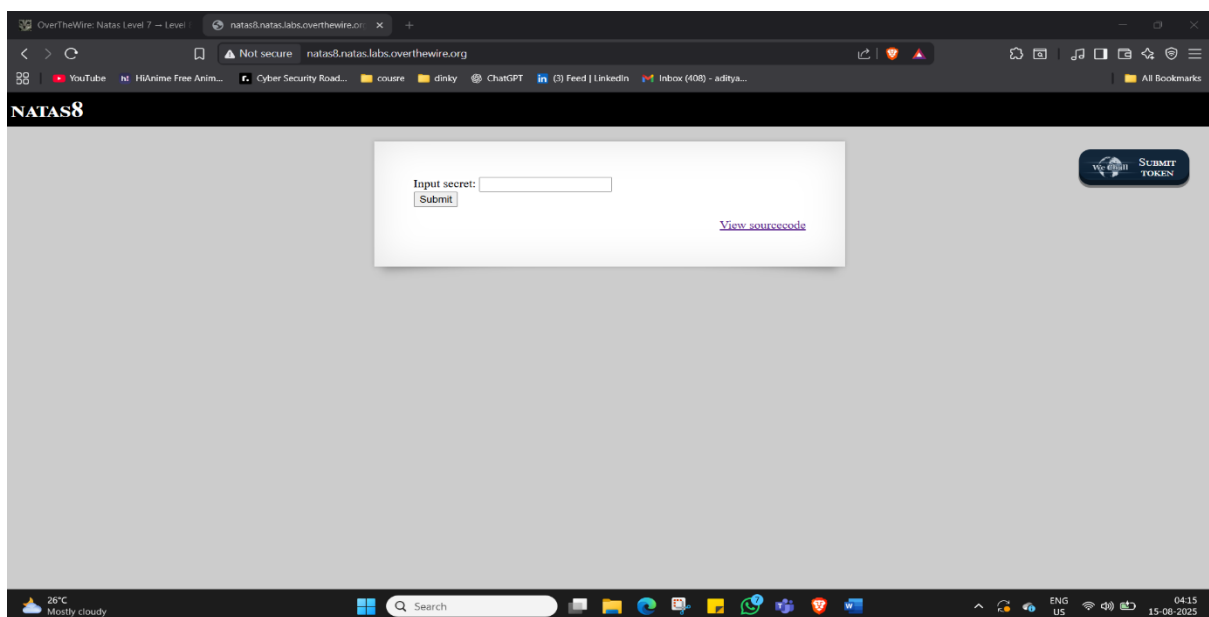 OverTheWire: Natas Level 7 → Level
natas8.natas.labs.overthewire.or
Not secure natas8.natas.labs.overthewire.org
YouTube HiAnime Free Anim... Cyber Security Road... cousre dinky ChatGPT (3) Feed | LinkedIn Inbox (408) - aditya... All Bookmarks
NATAS8
Input secret:
Submit
View sourcecode
We Chall
SUBMIT
TOKEN
26°C
Mostly cloudy
Search
ENG
US
04:15
15-08-2025